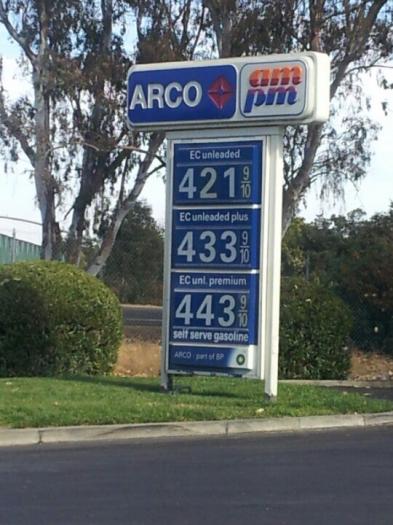 ARCO
am
pm
EC unleaded
421 9/10
EC unleaded plus
433 9/10
EC unl. premium
443 9/10
self serve gasoline
ARCO part of BP